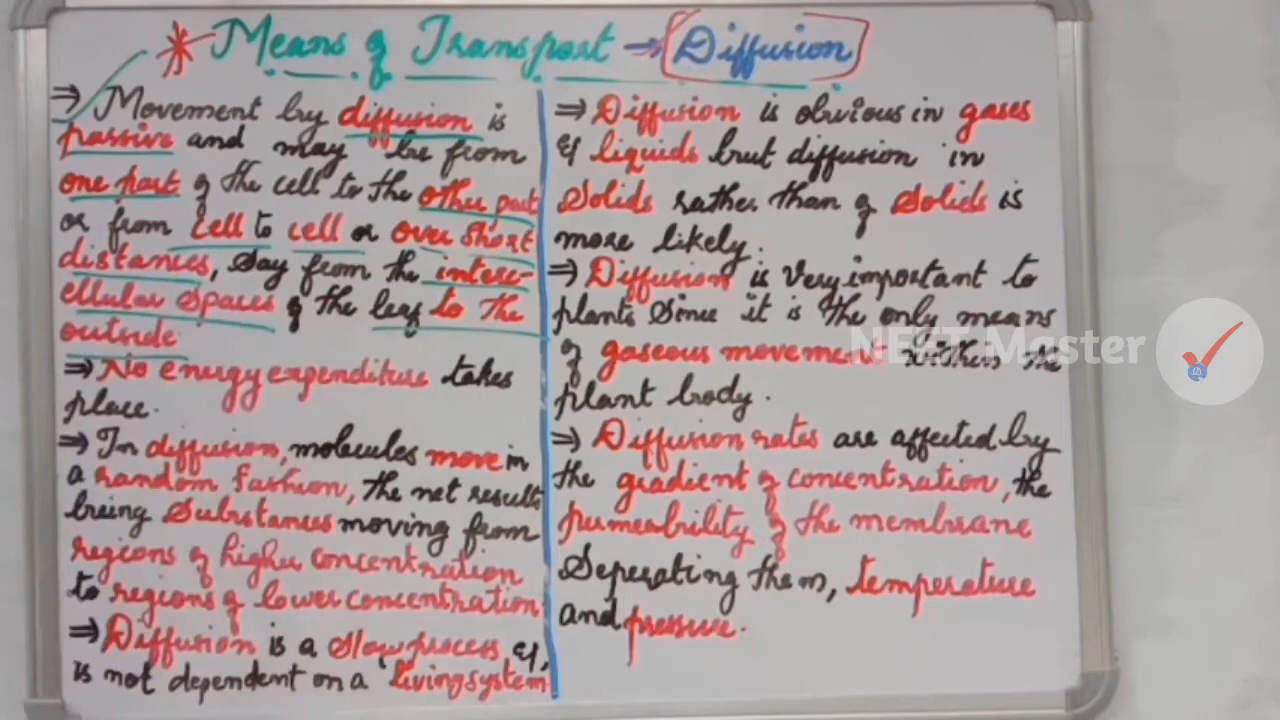 * Means of Transport → Diffusion
⇒ Movement by diffusion is
passive and may be from
one part of the cell to the other part
or from cell to cell or over short
distances, say from the inter-
cellular spaces of the leaf to the
outside.
⇒ No energy expenditure takes
place.
⇒ In diffusion, molecules move in
a random fashion, the net results
being substances moving from
regions of higher concentration
to regions of lower concentration.
⇒ Diffusion is a slow process &
is not dependent on a living system
⇒ Diffusion is obvious in gases
& liquids but diffusion in
Solids rather than of Solids is
more likely.
⇒ Diffusion is very important to
plants since it is the only means
of gaseous movement within the
plant body.
⇒ Diffusion rates are affected by
the gradient of concentration, the
permeability of the membrane
Seperating them, temperature
and pressure.
NEET Master